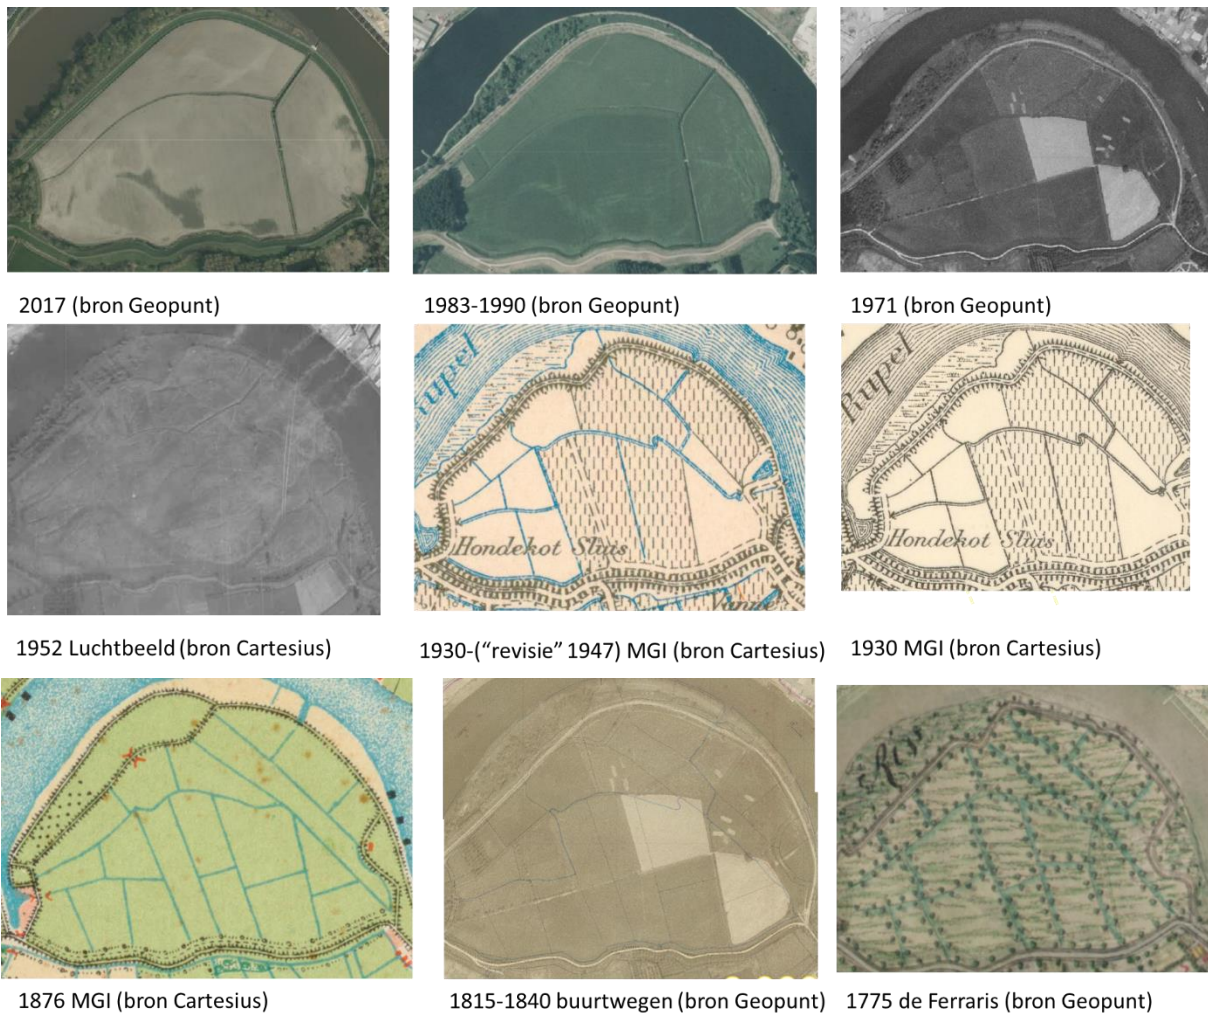 2017 (bron Geopunt)
1983-1990 (bron Geopunt)
1971 (bron Geopunt)
Rupel
Rupel
Hondekot Sluis
Hondekot Sluis
1952 Luchtbeeld (bron Cartesius)
1930-(“revisie” 1947) MGI (bron Cartesius)
1930 MGI (bron Cartesius)
1876 MGI (bron Cartesius)
1815-1840 buurtwegen (bron Geopunt)
1775 de Ferraris (bron Geopunt)